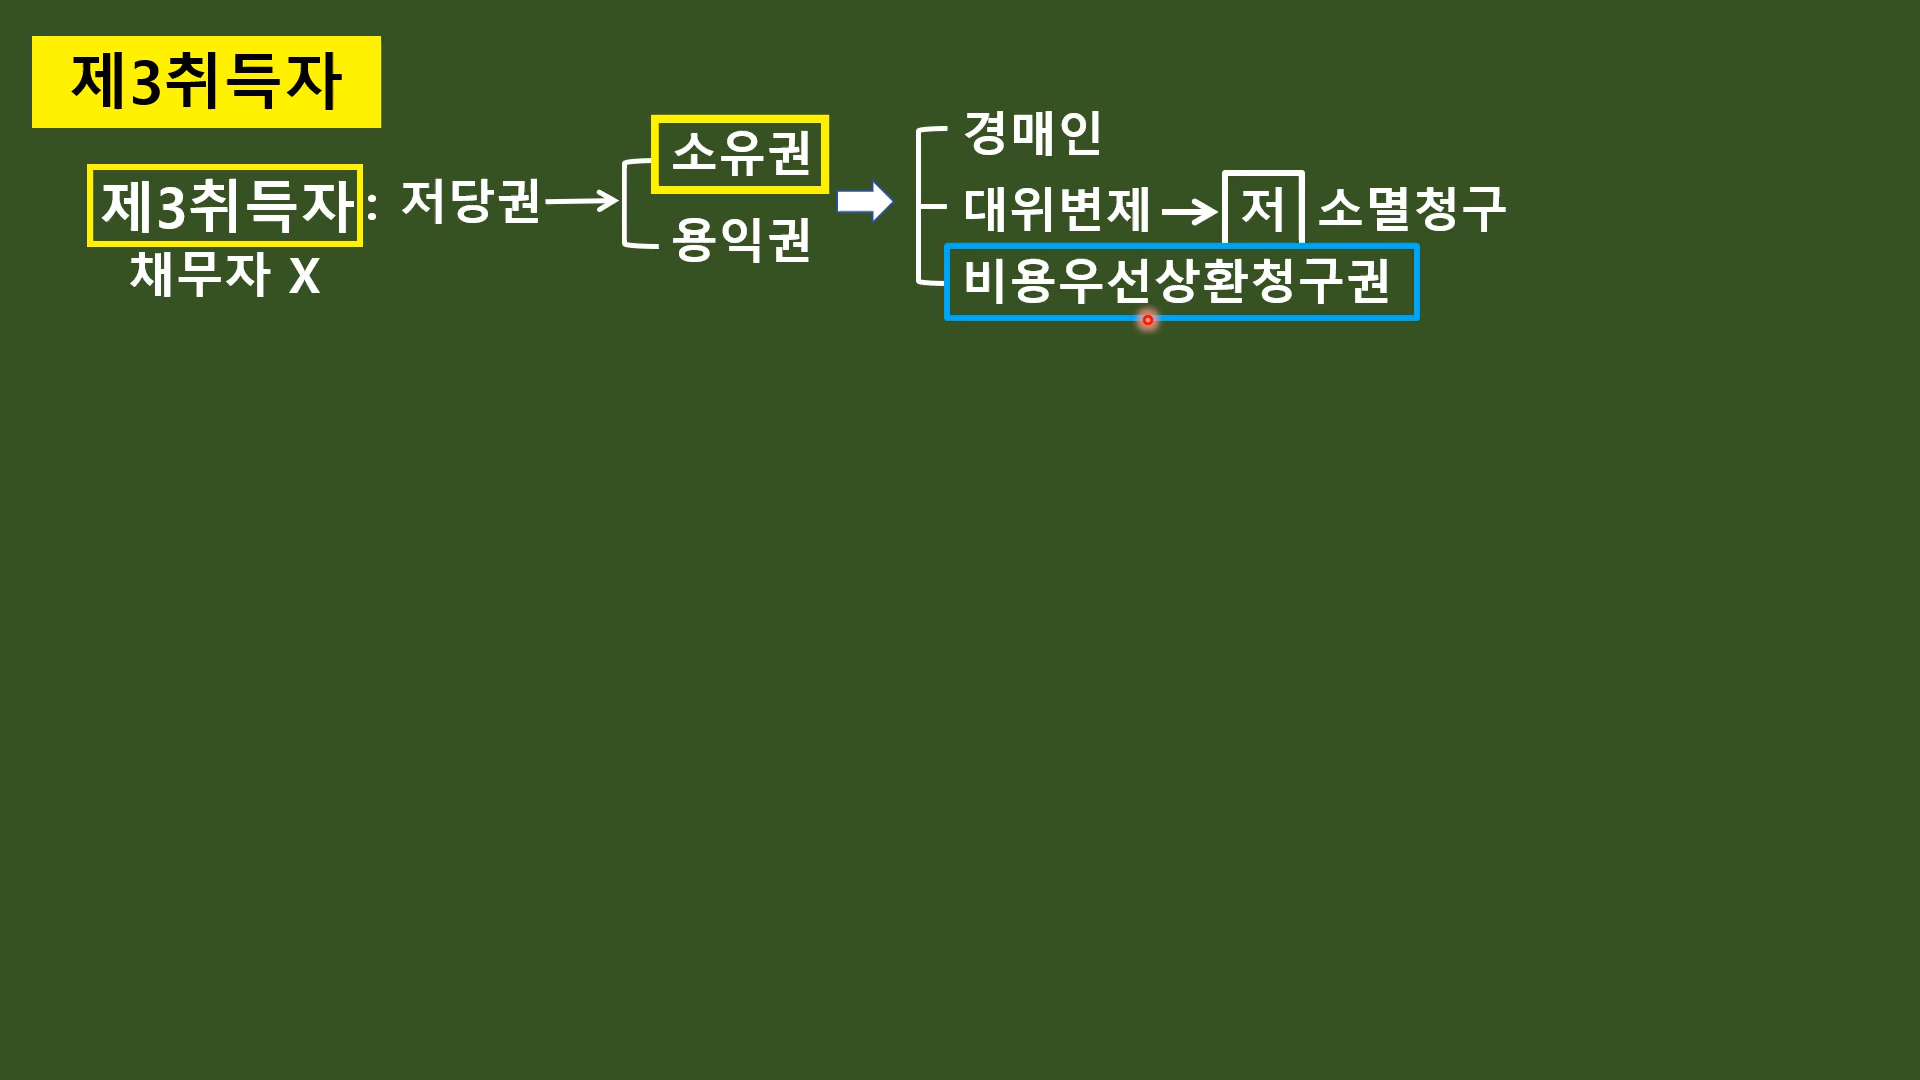 제3취득자
제3취득자 : 저당권 → 소유권
용익권
채무자 X
경매인
대위변제 → 저 소멸청구
비용우선상환청구권